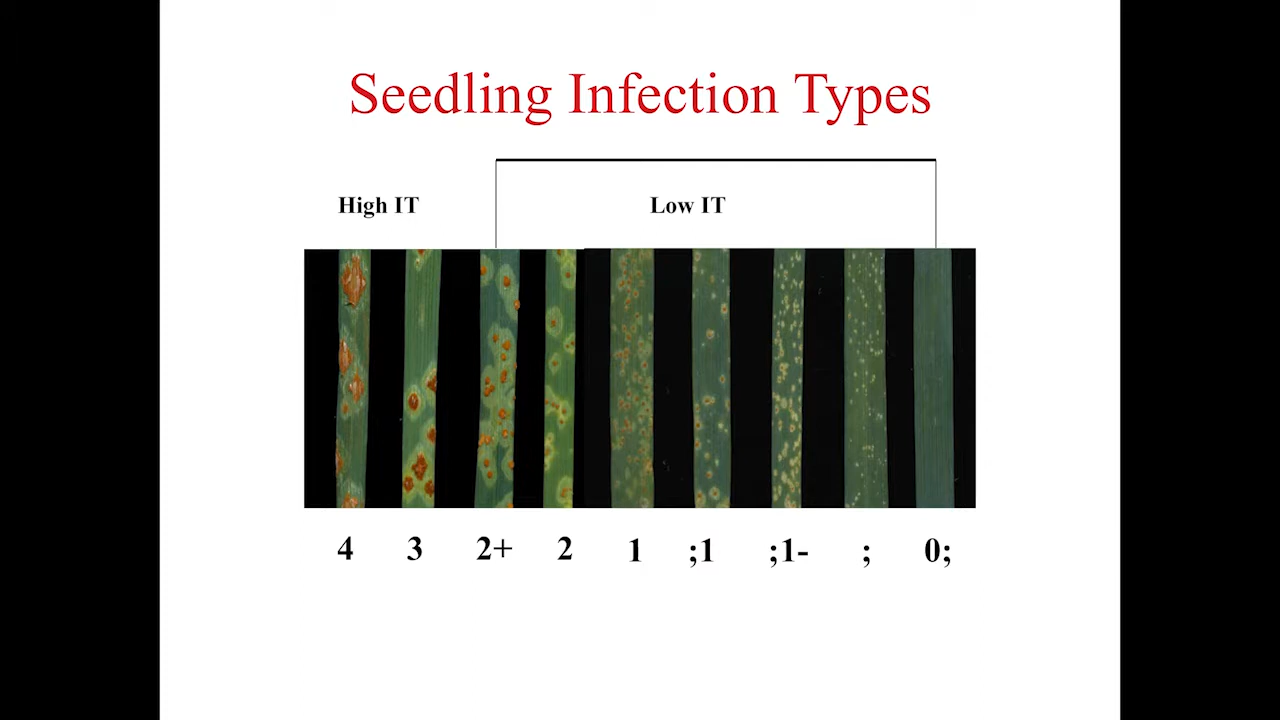 Seedling Infection Types
High IT Low IT
4 3 2+ 2 1 ;1 ;1- ; 0;